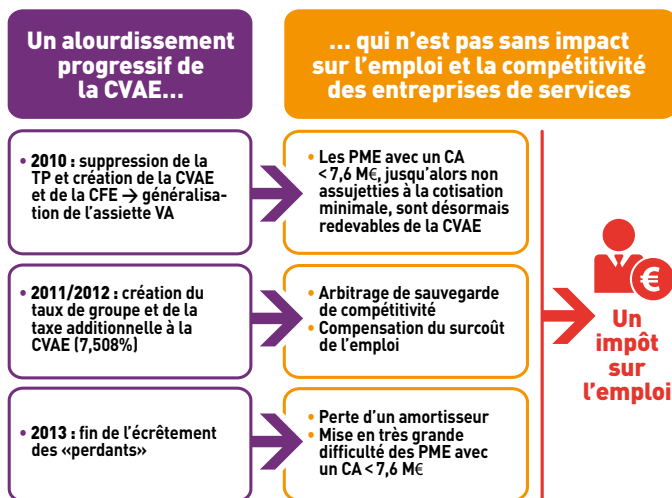 Un alourdissement
progressif de
la CVAE...
... qui n'est pas sans impact
sur l'emploi et la compétitivité
des entreprises de services
• 2010 : suppression de la
TP et création de la CVAE
et de la CFE → généralisa-
tion de l'assiette VA
• Les PME avec un CA
< 7,6 M€, jusqu'alors non
assujetties à la cotisation
minimale, sont désormais
redevables de la CVAE
• 2011/2012 : création du
taux de groupe et de la
taxe additionnelle à la
CVAE (7,508%)
• Arbitrage de sauvegarde
de compétitivité
• Compensation du surcoût
de l'emploi
• 2013 : fin de l'écrêtement
des «perdants»
• Perte d'un amortisseur
• Mise en très grande
difficulté des PME avec
un CA < 7,6 M€
€
Un
impôt
sur
l'emploi